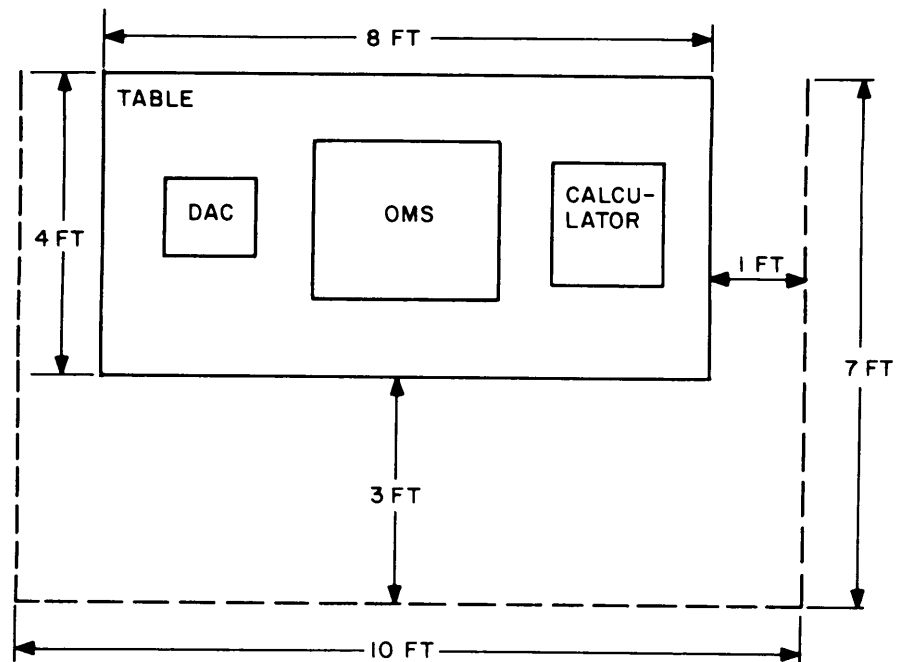 8 FT
TABLE
DAC
OMS
CALCU-
LATOR
4 FT
1 FT
7 FT
3 FT
10 FT